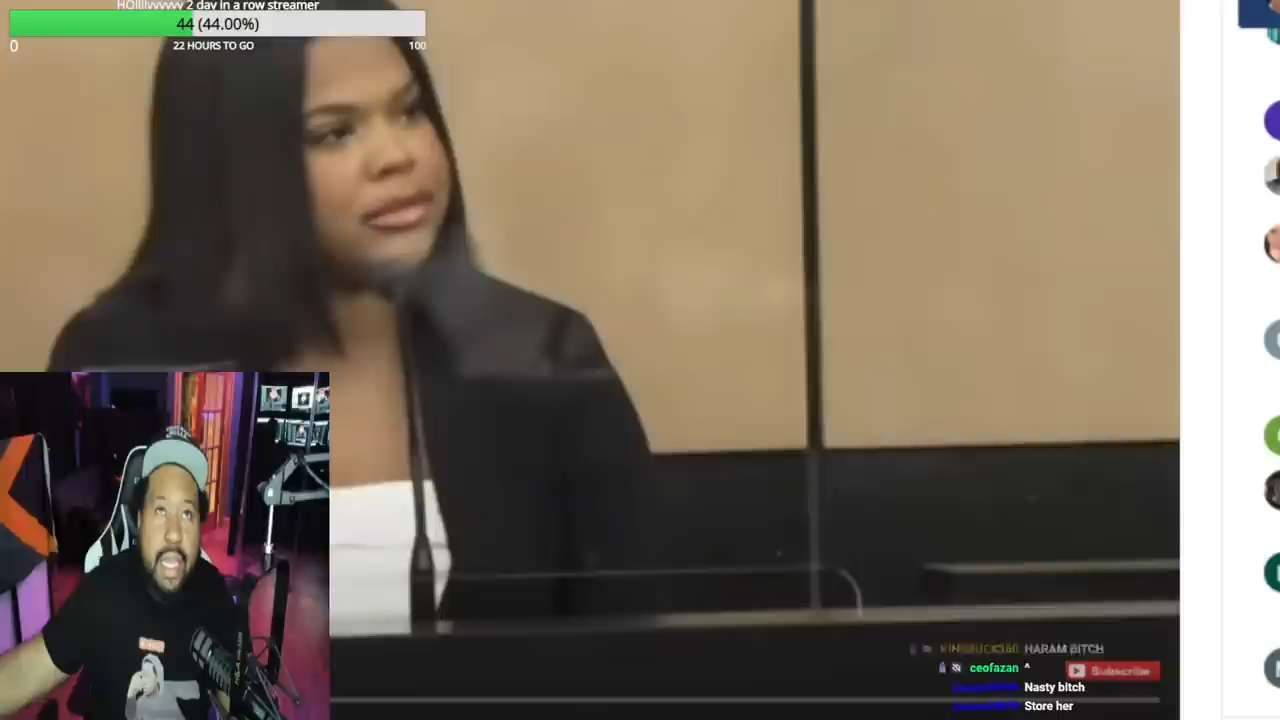 HOlllllvvvvvv 2 day in a row streamer
44 (44.00%)
0 22 HOURS TO GO 100
HARAM BITCH
ceofazan ^
Subscribe
Nasty bitch
Store her